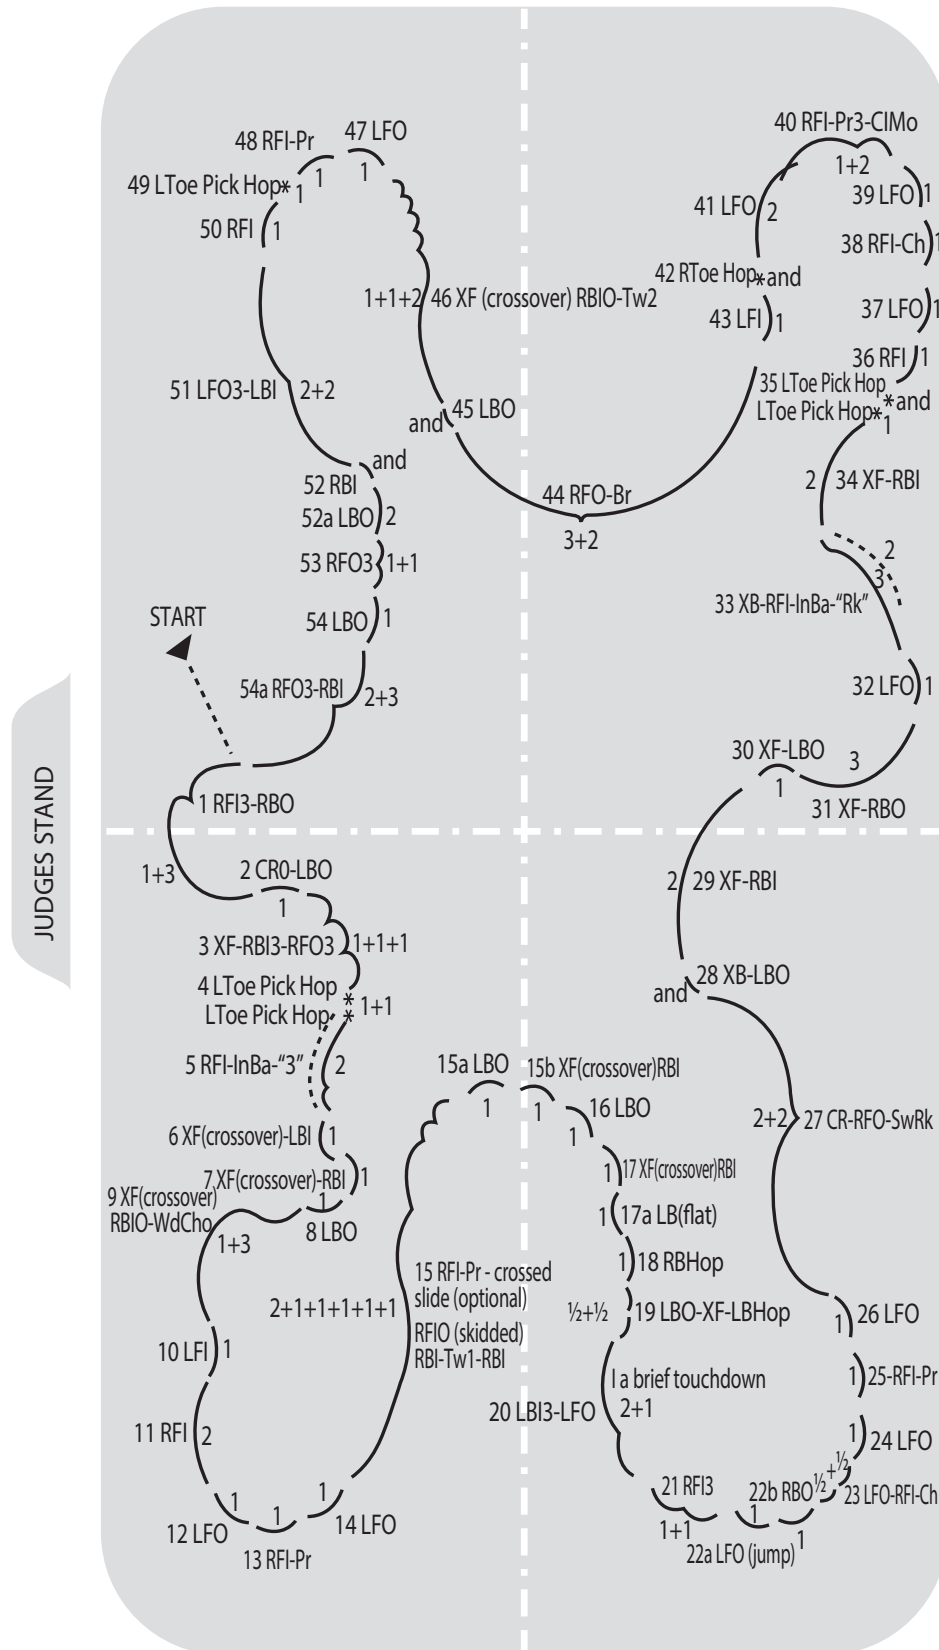 JUDGES STAND
START
1 RFI3-RBO
1+3
2 CR0-LBO
1
3 XF-RBI3-RFO3
1+1+1
4 LToe Pick Hop
LToe Pick Hop
**
1+1
5 RFI-InBa-“3”
2
6 XF(crossover)-LBI
1
7 XF(crossover)-RBI
1
8 LBO
1
9 XF(crossover)
RBIO-WdCho
1+3
10 LFI
1
11 RFI
2
12 LFO
1
13 RFI-Pr
1
14 LFO
1
15 RFI-Pr - crossed
slide (optional)
RFIO (skidded)
RBI-Tw1-RBI
2+1+1+1+1+1
15a LBO
1
15b XF(crossover)RBI
1
16 LBO
1
17 XF(crossover)RBI
1
17a LB(flat)
1
18 RBHop
1
19 LBO-XF-LBHop
½+½
I a brief touchdown
20 LBI3-LFO
2+1
21 RFI3
1+1
22a LFO (jump)
1
22b RBO
1
23 LFO-RFI-Ch
½+½
24 LFO
1
25-RFI-Pr
1
26 LFO
1
27 CR-RFO-SwRk
2+2
28 XB-LBO
and
29 XF-RBI
2
30 XF-LBO
1
31 XF-RBO
3
32 LFO
1
33 XB-RFI-InBa-“Rk”
2
3
34 XF-RBI
2
35 LToe Pick Hop
LToe Pick Hop*
*and
1
36 RFI
1
37 LFO
1
38 RFI-Ch
1
39 LFO
1
40 RFI-Pr3-ClMo
1+2
41 LFO
2
42 RToe Hop
*and
43 LFI
1
44 RFO-Br
3+2
45 LBO
and
46 XF (crossover) RBIO-Tw2
1+1+2
47 LFO
1
48 RFI-Pr
1
49 LToe Pick Hop*
1
50 RFI
1
51 LFO3-LBI
2+2
52 RBI
and
52a LBO
2
53 RFO3
1+1
54 LBO
1
54a RFO3-RBI
2+3